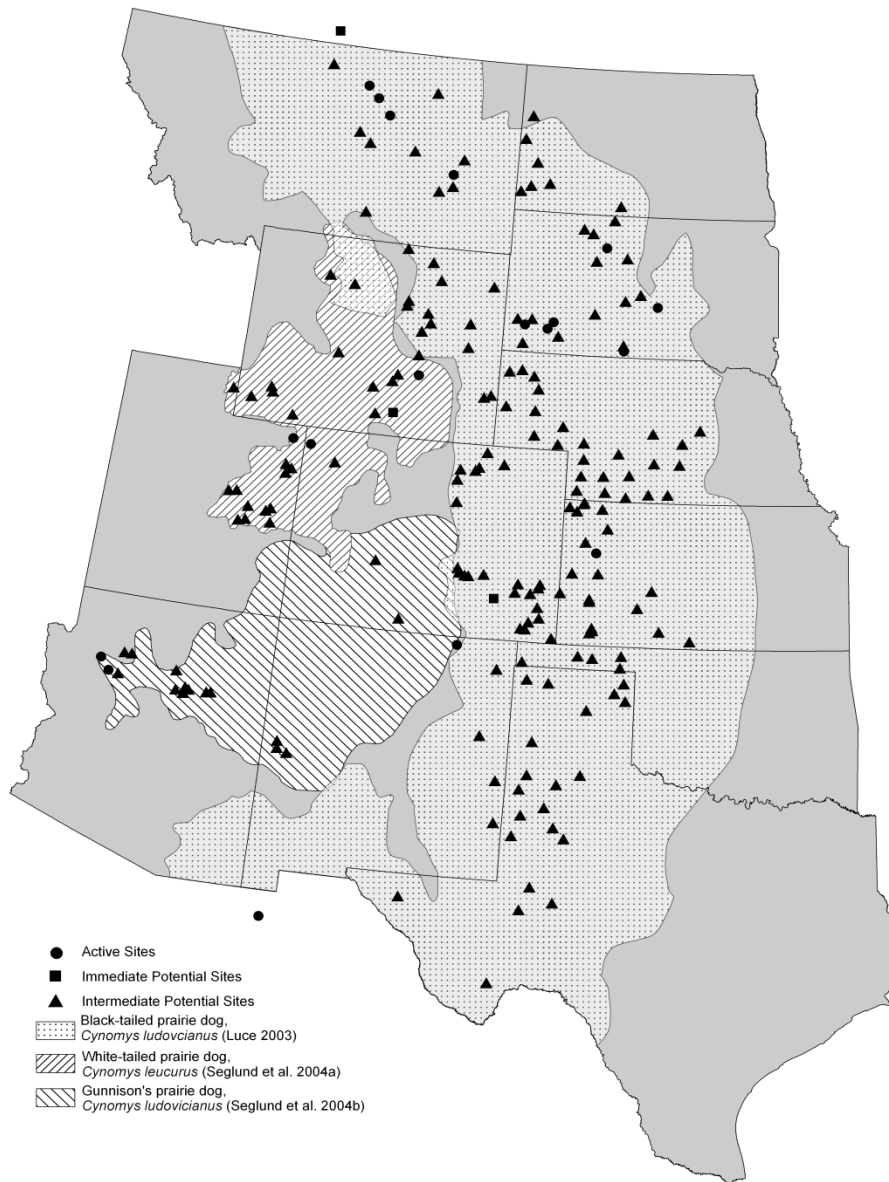 Active Sites
Immediate Potential Sites
Intermediate Potential Sites
Black-tailed prairie dog,
Cynomys ludovcianus (Luce 2003)
White-tailed prairie dog,
Cynomys leucurus (Seglund et al. 2004a)
Gunnison's prairie dog,
Cynomys ludovicianus (Seglund et al. 2004b)